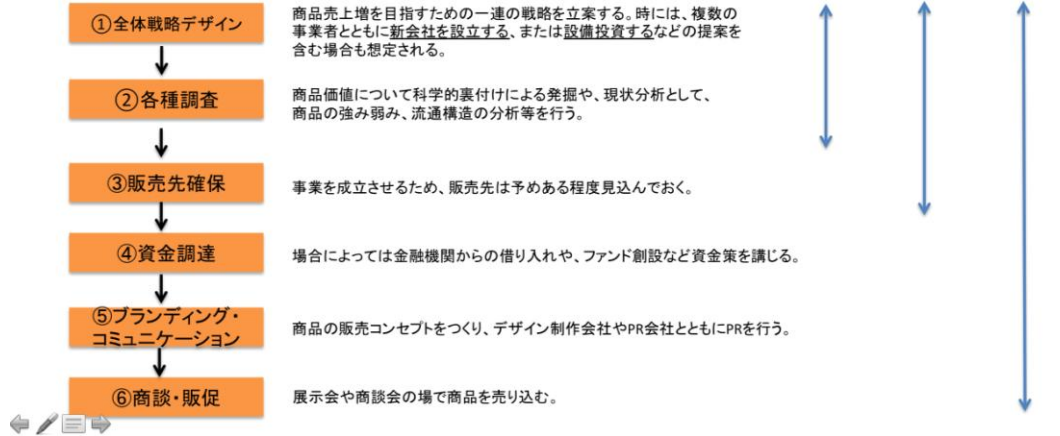 ①全体戦略デザイン
商品売上増を目指すための一連の戦略を立案する。時には、複数の
事業者とともに新会社を設立する、または設備投資するなどの提案を
含む場合も想定される。
②各種調査
商品価値について科学的裏付けによる発掘や、現状分析として、
商品の強み弱み、流通構造の分析等を行う。
③販売先確保
事業を成立させるため、販売先は予めある程度見込んでおく。
④資金調達
場合によっては金融機関からの借り入れや、ファンド創設など資金策を講じる。
⑤ブランディング・
コミュニケーション
商品の販売コンセプトをつくり、デザイン制作会社やPR会社とともにPRを行う。
⑥商談・販促
展示会や商談会の場で商品を売り込む。